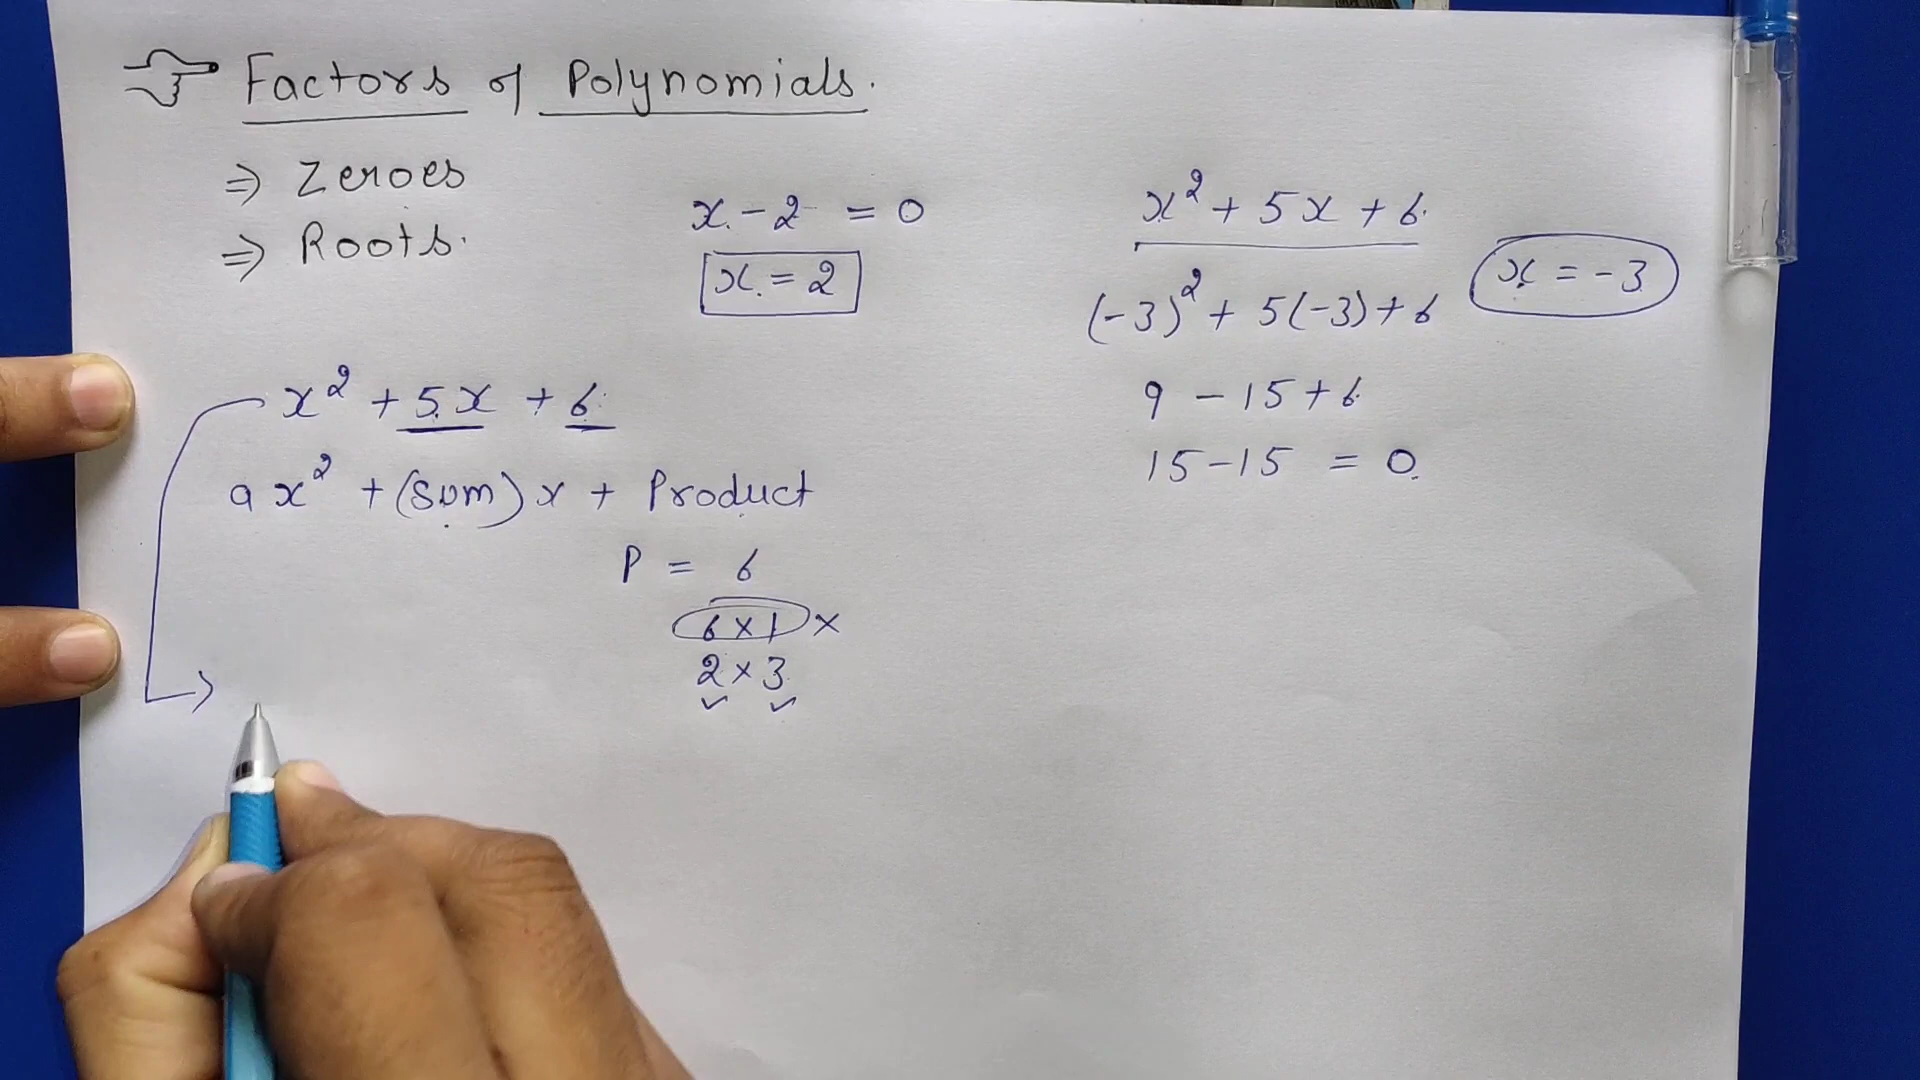 Factors of Polynomials.
⇒ Zeroes
⇒ Roots.
x - 2 = 0
x = 2
x² + 5x + 6
(-3)² + 5(-3) + 6
x = -3
9 - 15 + 6
15 - 15 = 0
x² + 5x + 6
ax² + (Sum)x + Product
P = 6
6 × 1 ×
2 × 3
✓ ✓